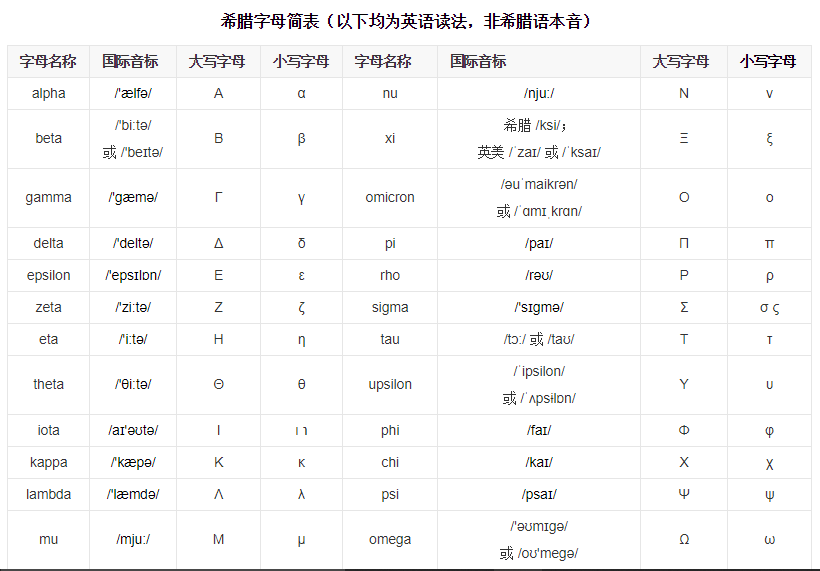 希腊字母简表（以下均为英语读法，非希腊语本音）
字母名称 国际音标 大写字母 小写字母 字母名称 国际音标 大写字母 小写字母
alpha /'ælfə/ Α α nu /njuː/ Ν ν
beta /'biːtə/ 或 /'beɪtə/ Β β xi 希腊 /ksi/； 英美 /ˈzaɪ/ 或 /ˈksaɪ/ Ξ ξ
gamma /'gæmə/ Γ γ omicron /əuˈmaikrən/ 或 /ˈɑmɪˌkrɑn/ Ο ο
delta /'deltə/ Δ δ pi /paɪ/ Π π
epsilon /'epsɪlɒn/ Ε ε rho /rəʊ/ Ρ ρ
zeta /'ziːtə/ Ζ ζ sigma /'sɪgmə/ Σ σ ς
eta /'iːtə/ Η η tau /tɔː/ 或 /taʊ/ Τ τ
theta /'θiːtə/ Θ θ upsilon /ˈipsilon/ 或 /ˈʌpsɨlɒn/ Υ υ
iota /aɪ'əʊtə/ Ι ι ℩ phi /faɪ/ Φ φ
kappa /'kæpə/ Κ κ chi /kaɪ/ Χ χ
lambda /'læmdə/ Λ λ psi /psaɪ/ Ψ ψ
mu /mjuː/ Μ μ omega /'əʊmɪgə/ 或 /oʊ'megə/ Ω ω